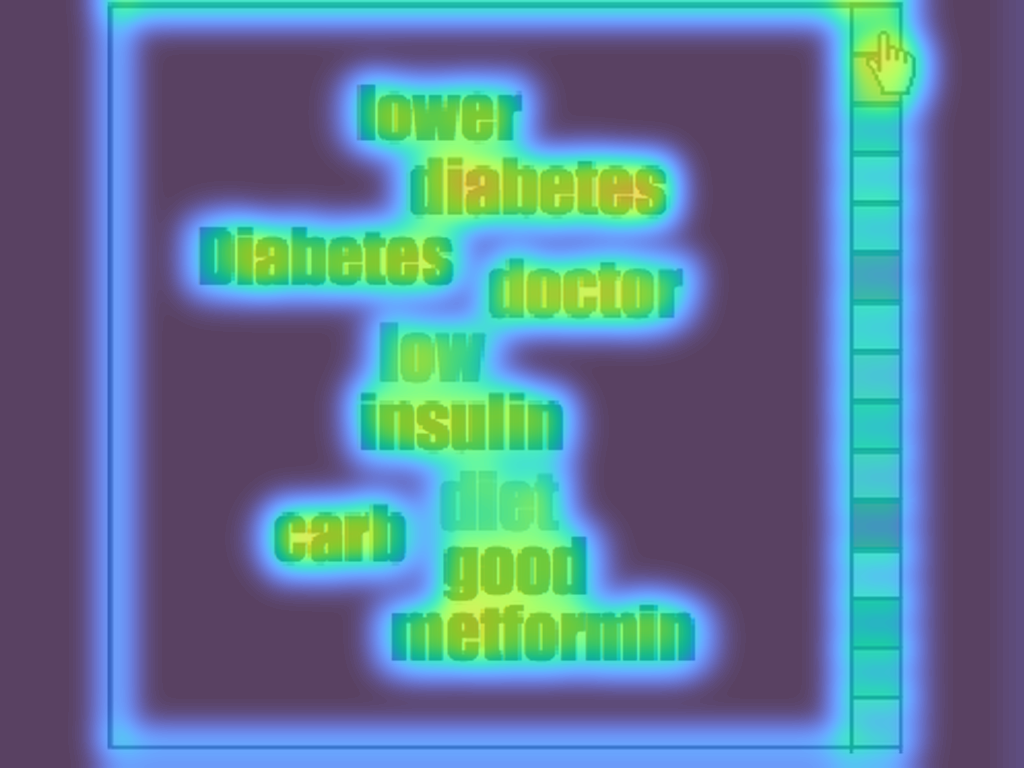 lower
diabetes
Diabetes
doctor
low
insulin
diet
carb
good
metformin